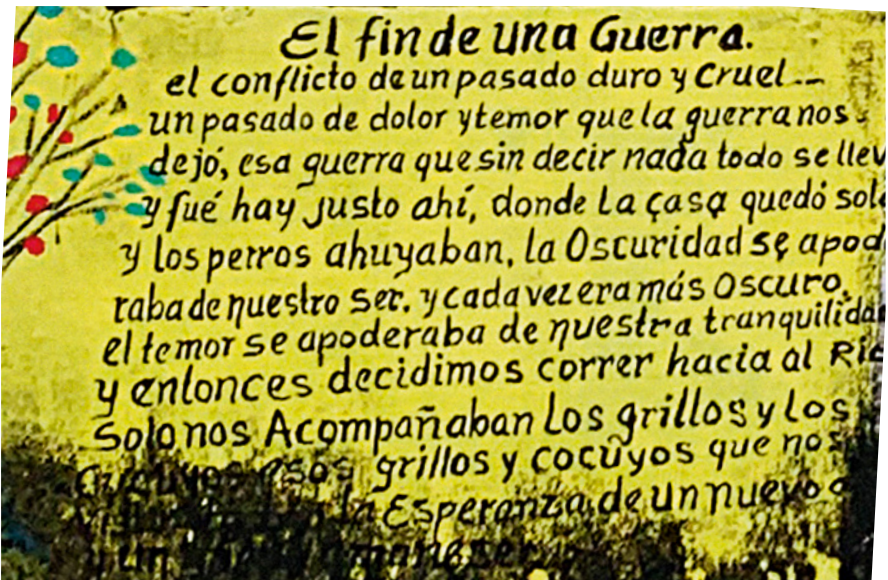 El fin de una Guerra.
el conflicto de un pasado duro y Cruel --
un pasado de dolor y temor que la guerra nos
dejó, esa guerra que sin decir nada todo se llev
y fué hay justo ahí, donde la casa quedó sol
y los perros ahuyaban, la Oscuridad se apod
raba de nuestro ser. y cada vez era más Oscuro.
el temor se apoderaba de nuestra tranquilida
y entonces decidimos correr hacia al Rio
Solo nos Acompañaban Los grillos y Los
cucuyos esos grillos y cocuyos que nos
la Esperanza de un nuevo